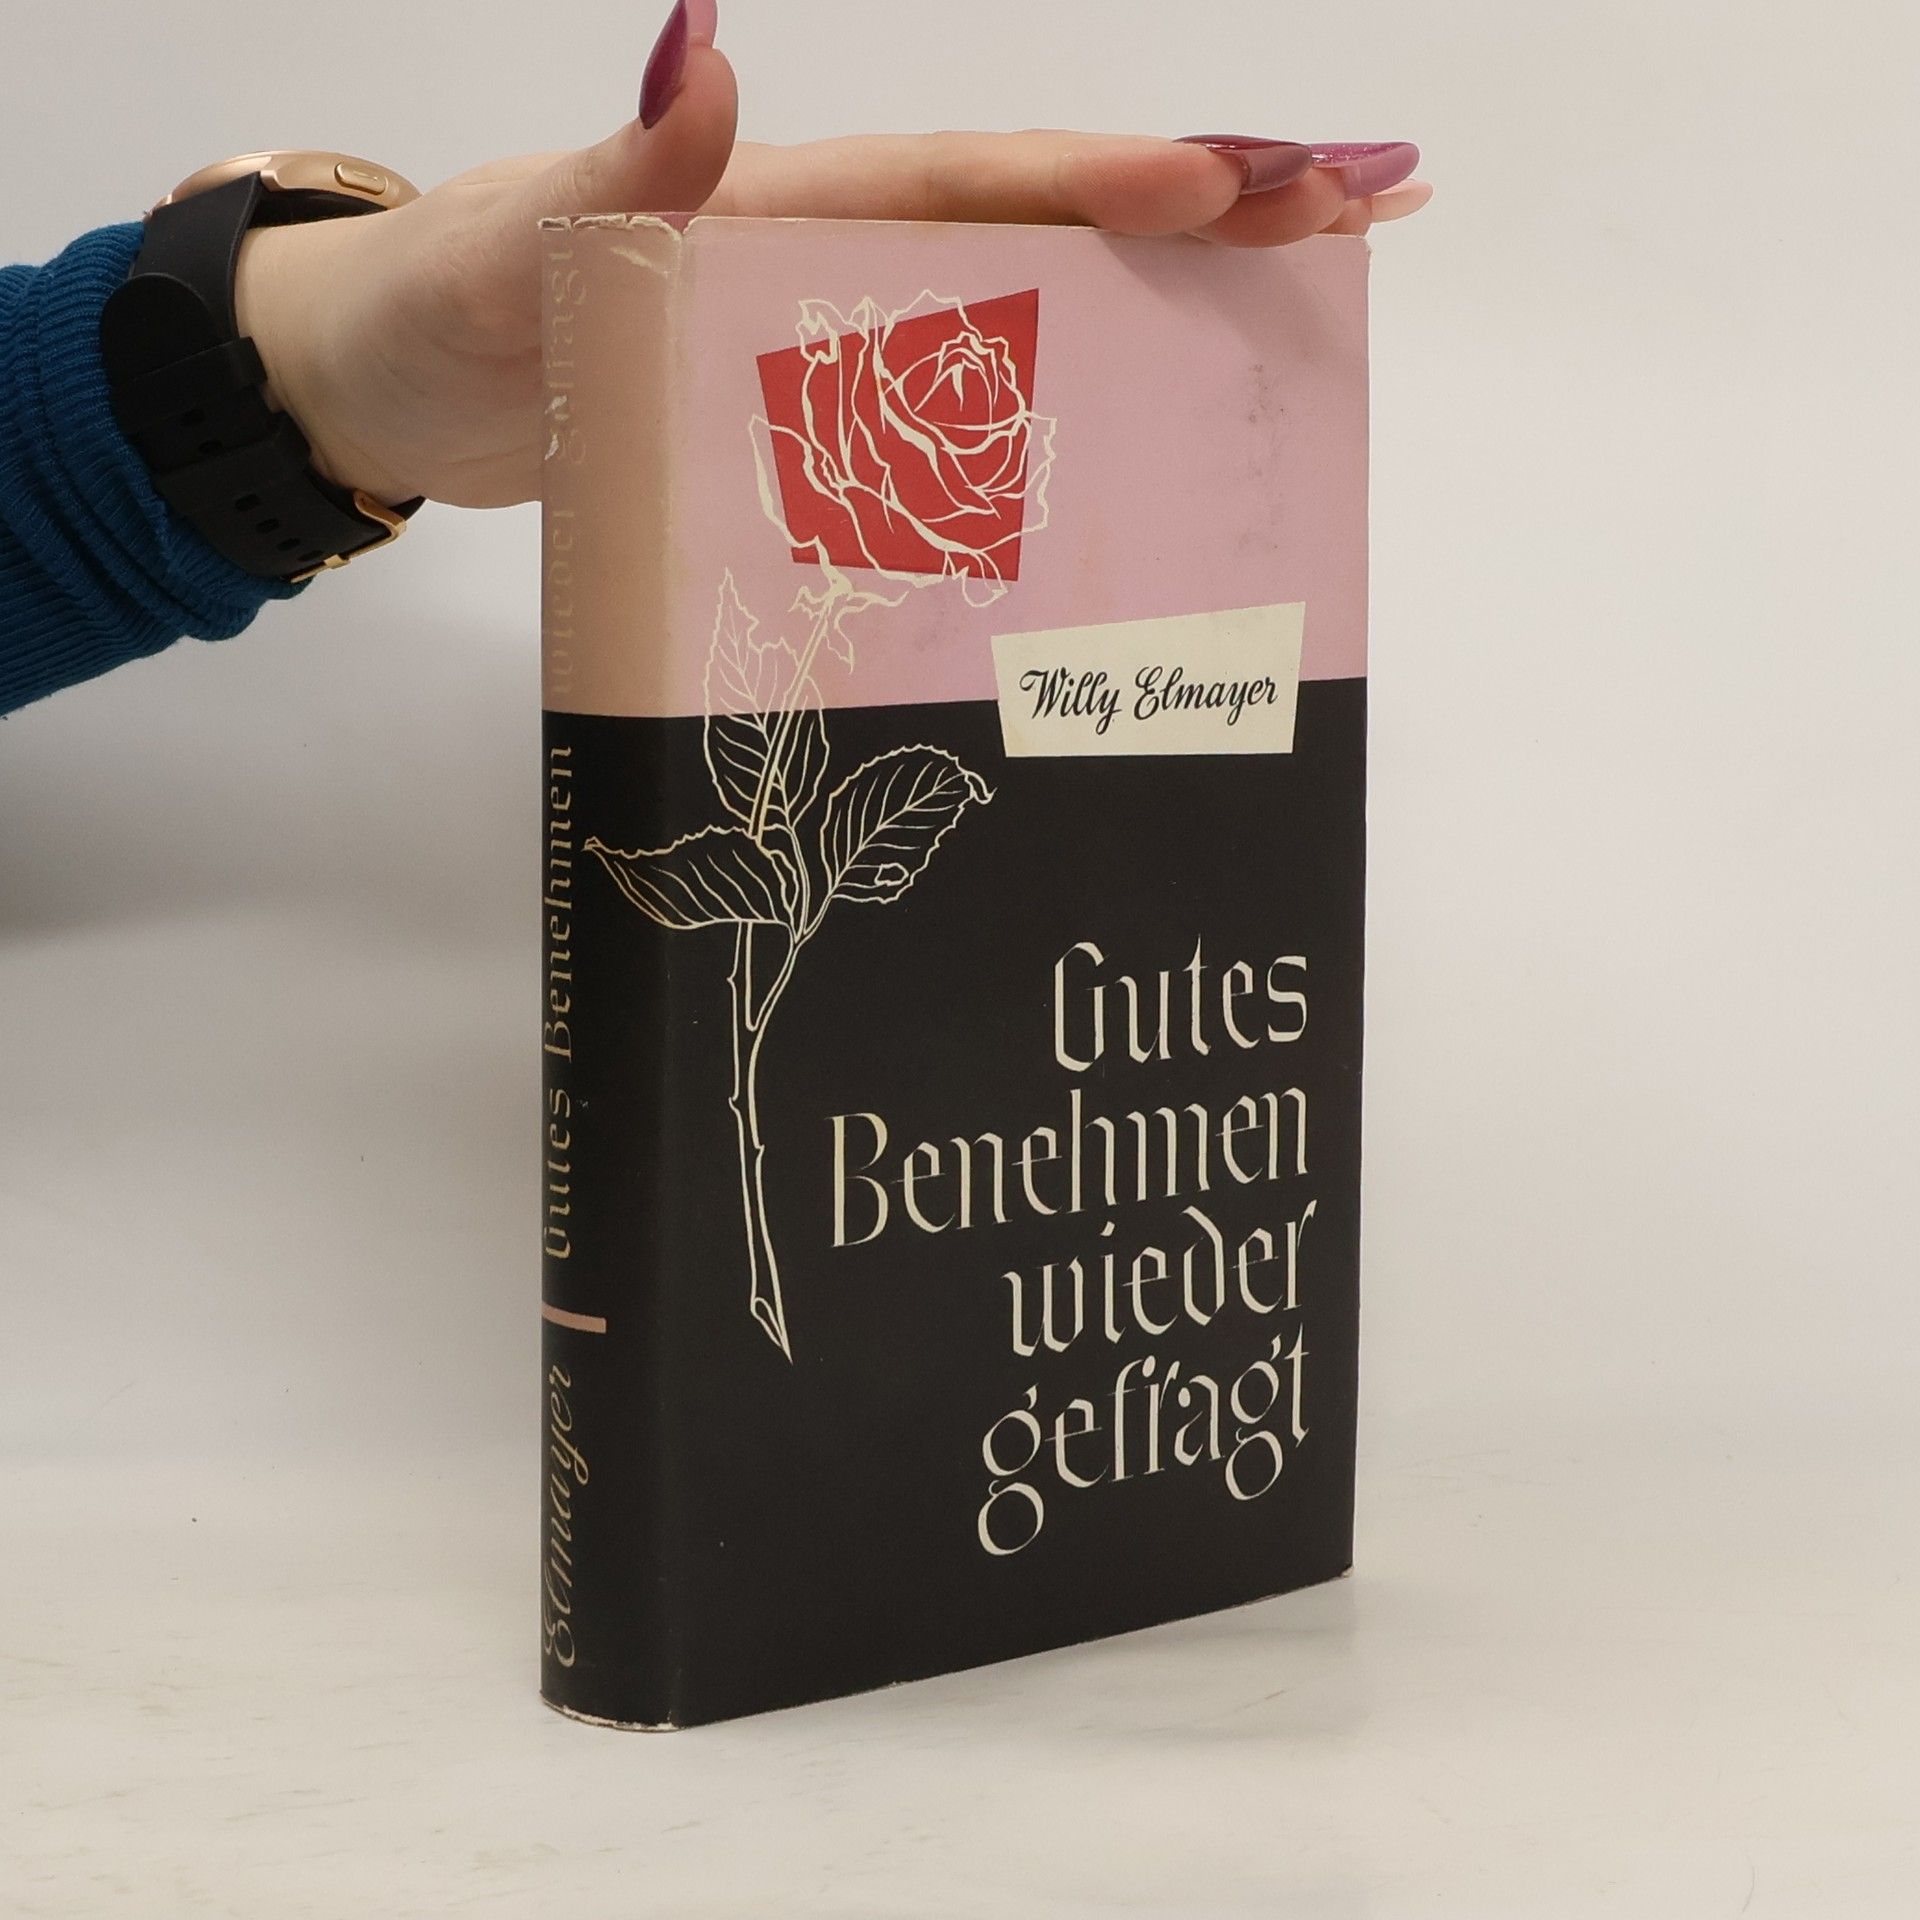 Willy Elmayer
Gutes
Benehmen
wieder
gefragt
Elmayer | Gutes Benehmen wieder gefragt